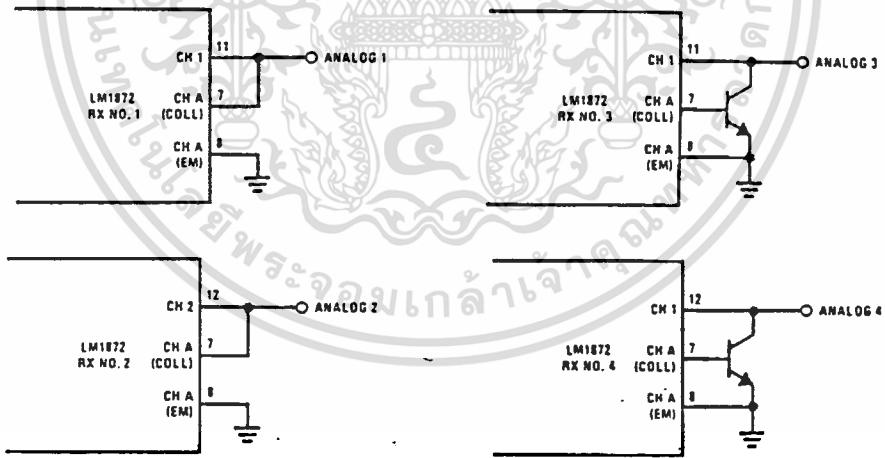 CH 1
11
ANALOG 1
LM1872
RX NO. 1
CH A
(COLL)
7
CH A
(EM)
8
CH 1
11
ANALOG 3
LM1872
RX NO. 3
CH A
(COLL)
7
CH A
(EM)
8
CH 2
12
ANALOG 2
LM1872
RX NO. 2
CH A
(COLL)
7
CH A
(EM)
8
CH 1
12
ANALOG 4
LM1872
RX NO. 4
CH A
(COLL)
7
CH A
(EM)
8